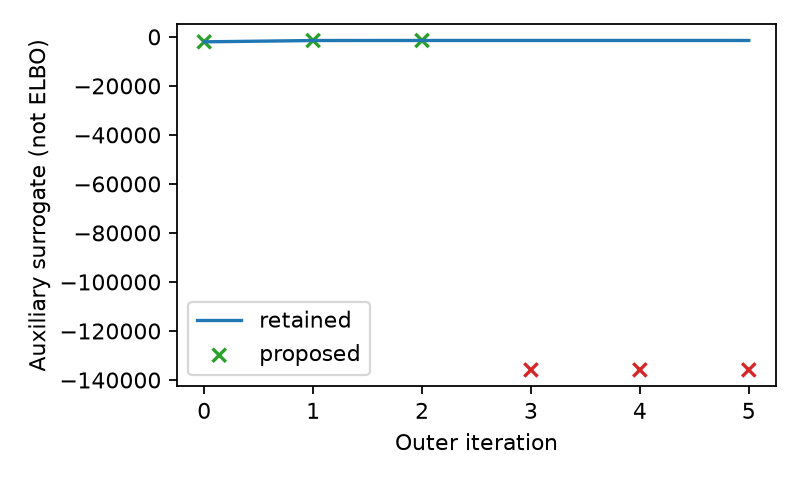 Auxiliary surrogate (not ELBO)
0
−20000
−40000
−60000
−80000
−100000
−120000
−140000
retained
proposed
0 1 2 3 4 5
Outer iteration